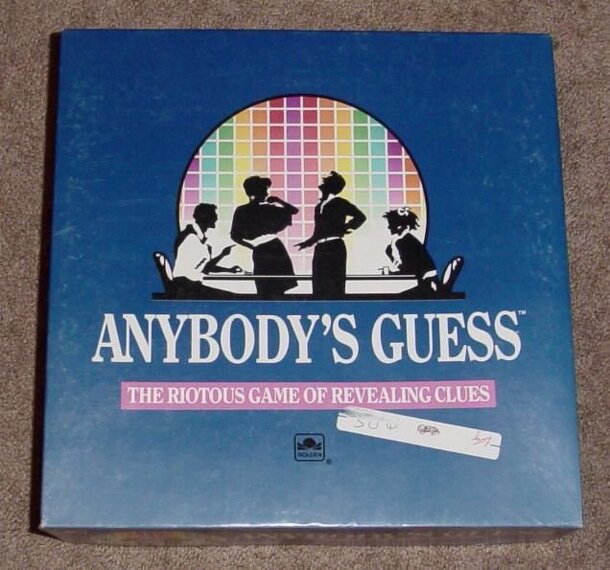 ANYBODY'S GUESS™
THE RIOTOUS GAME OF REVEALING CLUES
GOLDEN
®